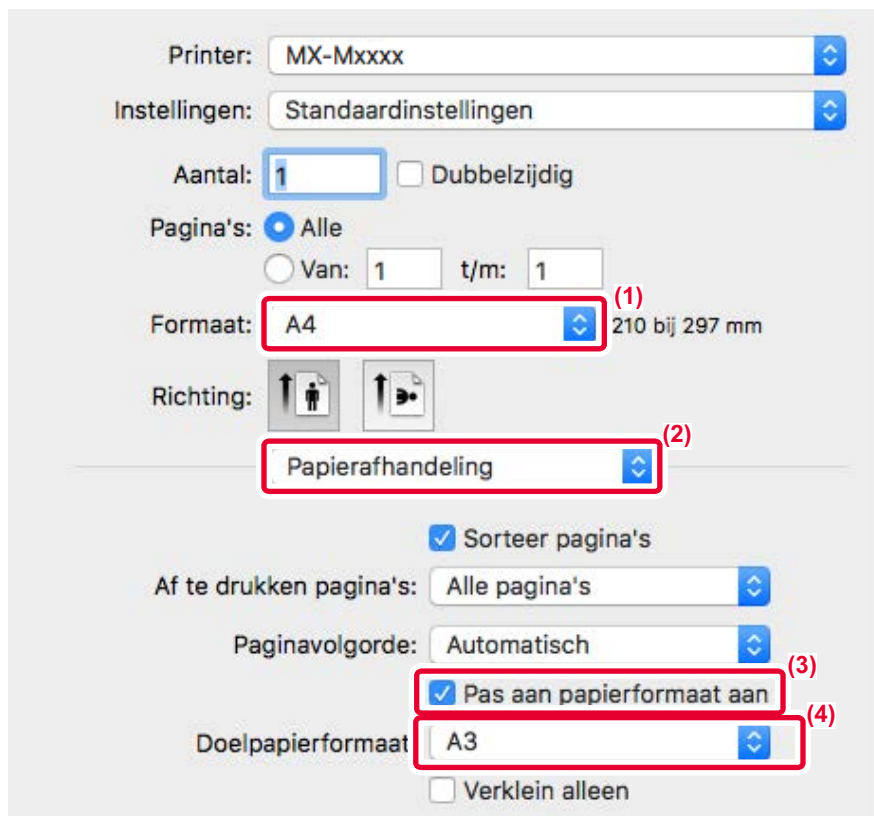 Printer: MX-Mxxxx
Instellingen: Standaardinstellingen
Aantal: 1 Dubbelzijdig
Pagina's: Alle
Van: 1 t/m: 1
(1)
Formaat: A4 210 bij 297 mm
Richting:
(2)
Papierafhandeling
Sorteer pagina's
Af te drukken pagina's: Alle pagina's
Paginavolgorde: Automatisch
(3)
Pas aan papierformaat aan
(4)
Doelpapierformaat A3
Verklein alleen